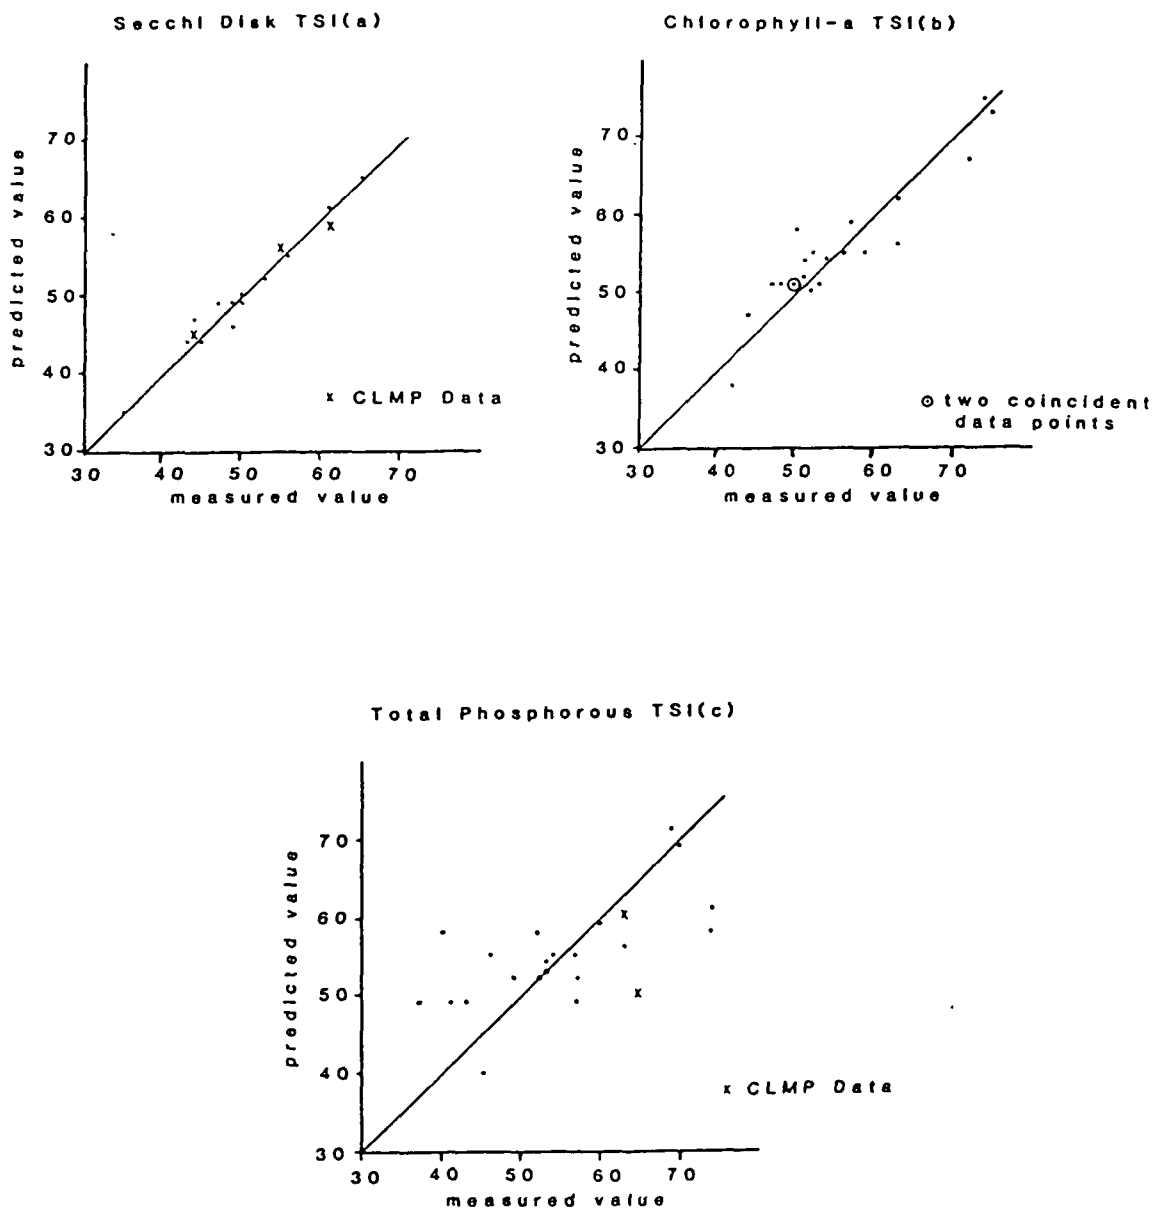 Secchi Disk TSI(a)
predicted value
70
60
50
40
30
30 40 50 60 70
measured value
x CLMP Data
Chlorophyll-a TSI(b)
predicted value
70
60
50
40
30
30 40 50 60 70
measured value
⊙ two coincident
data points
Total Phosphorous TSI(c)
predicted value
70
60
50
40
30
30 40 50 60 70
measured value
x CLMP Data